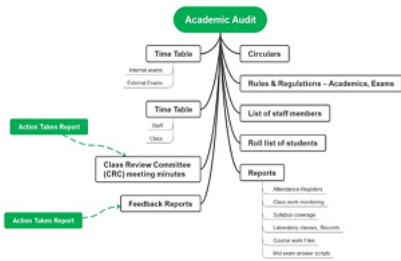 Academic Audit
Time Table
Internal exams
External Exams
Time Table
Staff
Class
Action Taken Report
Class Review Committee
(CRC) meeting minutes
Feedback Reports
Action Taken Report
Circulars
Rules & Regulations – Academics, Exams
List of staff members
Roll list of students
Reports
Attendance Registers
Class work monitoring
Syllabus coverage
Laboratory classes, Records
Course work Files
Mid exam answer scripts